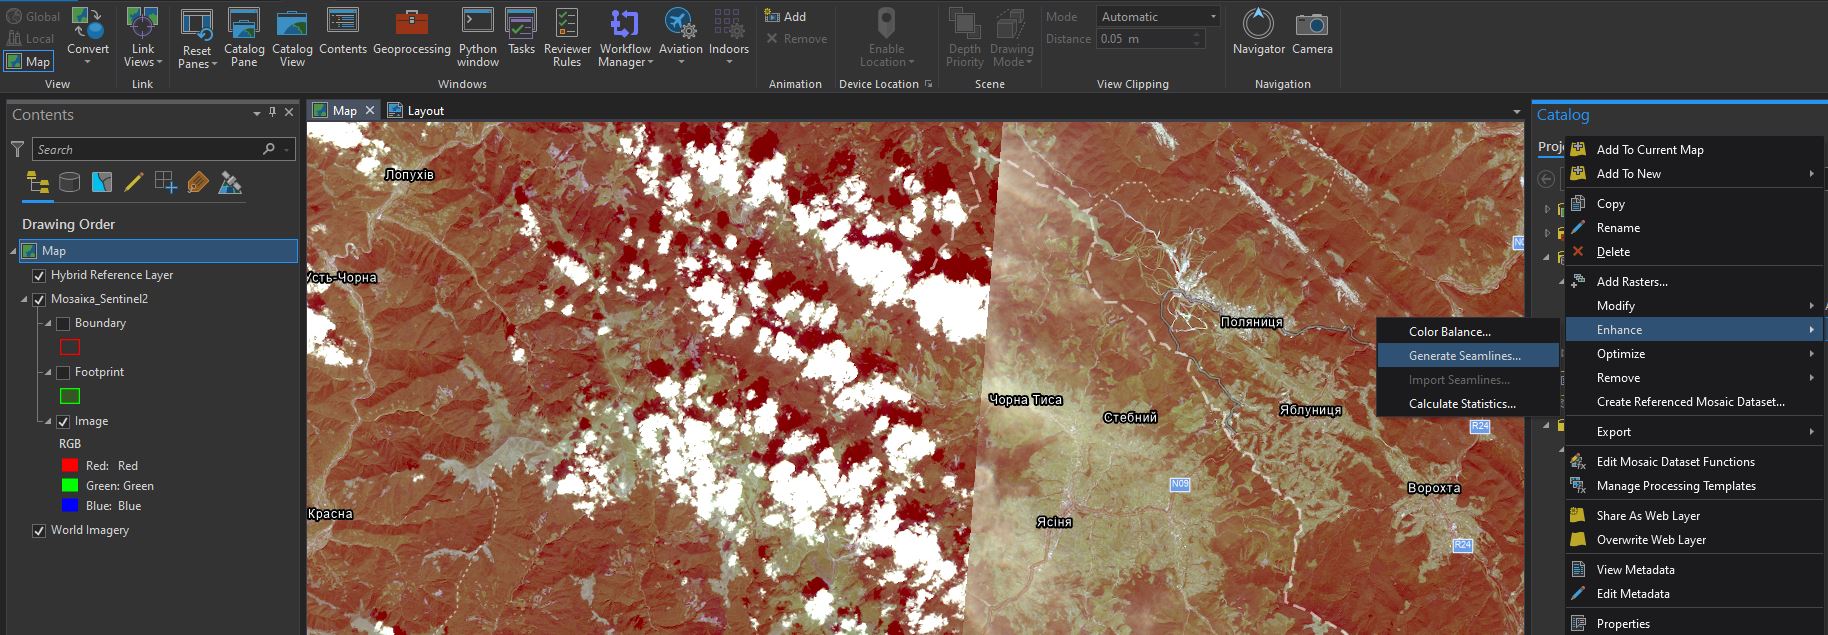 Global
Local
Map
Convert
View
Link
Views
Link
Reset
Panes
Catalog
Pane
Catalog
View
Contents
Geoprocessing
Python
window
Tasks
Reviewer
Rules
Workflow
Manager
Aviation
Indoors
Windows
Add
Remove
Animation
Enable
Location
Device Location
Depth
Priority
Drawing
Mode
Scene
Mode Automatic
Distance 0.05 m
View Clipping
Navigator
Camera
Navigation
Contents
Search
Drawing Order
Map
Hybrid Reference Layer
Мозаїка_Sentinel2
Boundary
Footprint
Image
RGB
Red: Red
Green: Green
Blue: Blue
World Imagery
Map
Layout
Лопухів
Усть-Чорна
Красна
Чорна Тиса
Стебний
Ясіня
Поляниця
Яблуниця
Ворохта
N09
R24
R24
Color Balance...
Generate Seamlines...
Import Seamlines...
Calculate Statistics...
Catalog
Proje
Add To Current Map
Add To New
Copy
Rename
Delete
Add Rasters...
Modify
Enhance
Optimize
Remove
Create Referenced Mosaic Dataset...
Export
Edit Mosaic Dataset Functions
Manage Processing Templates
Share As Web Layer
Overwrite Web Layer
View Metadata
Edit Metadata
Properties